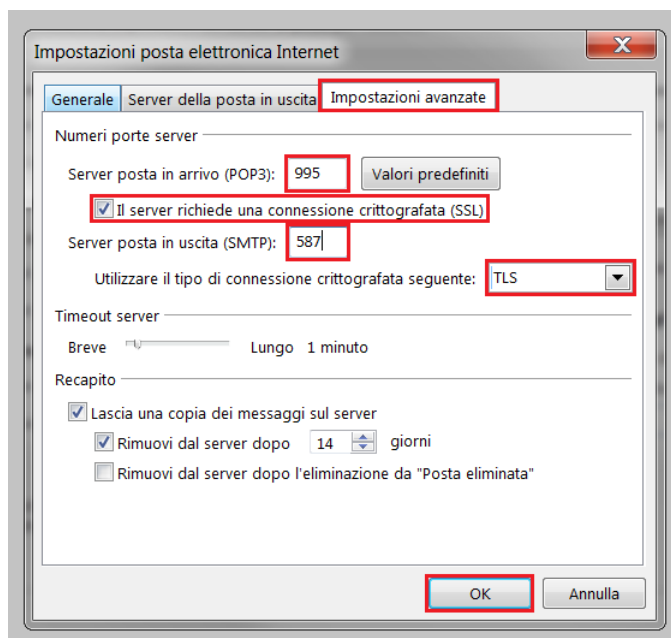 Impostazioni posta elettronica Internet
X
Generale Server della posta in uscita Impostazioni avanzate
Numeri porte server
Server posta in arrivo (POP3): 995 Valori predefiniti
Il server richiede una connessione crittografata (SSL)
Server posta in uscita (SMTP): 587
Utilizzare il tipo di connessione crittografata seguente: TLS
Timeout server
Breve Lungo 1 minuto
Recapito
Lascia una copia dei messaggi sul server
Rimuovi dal server dopo 14 giorni
Rimuovi dal server dopo l'eliminazione da "Posta eliminata"
OK Annulla